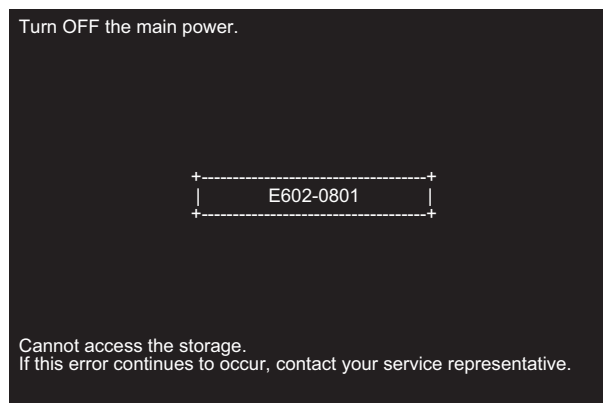 Turn OFF the main power.
+------------------------------------+
| E602-0801 |
+------------------------------------+
Cannot access the storage.
If this error continues to occur, contact your service representative.